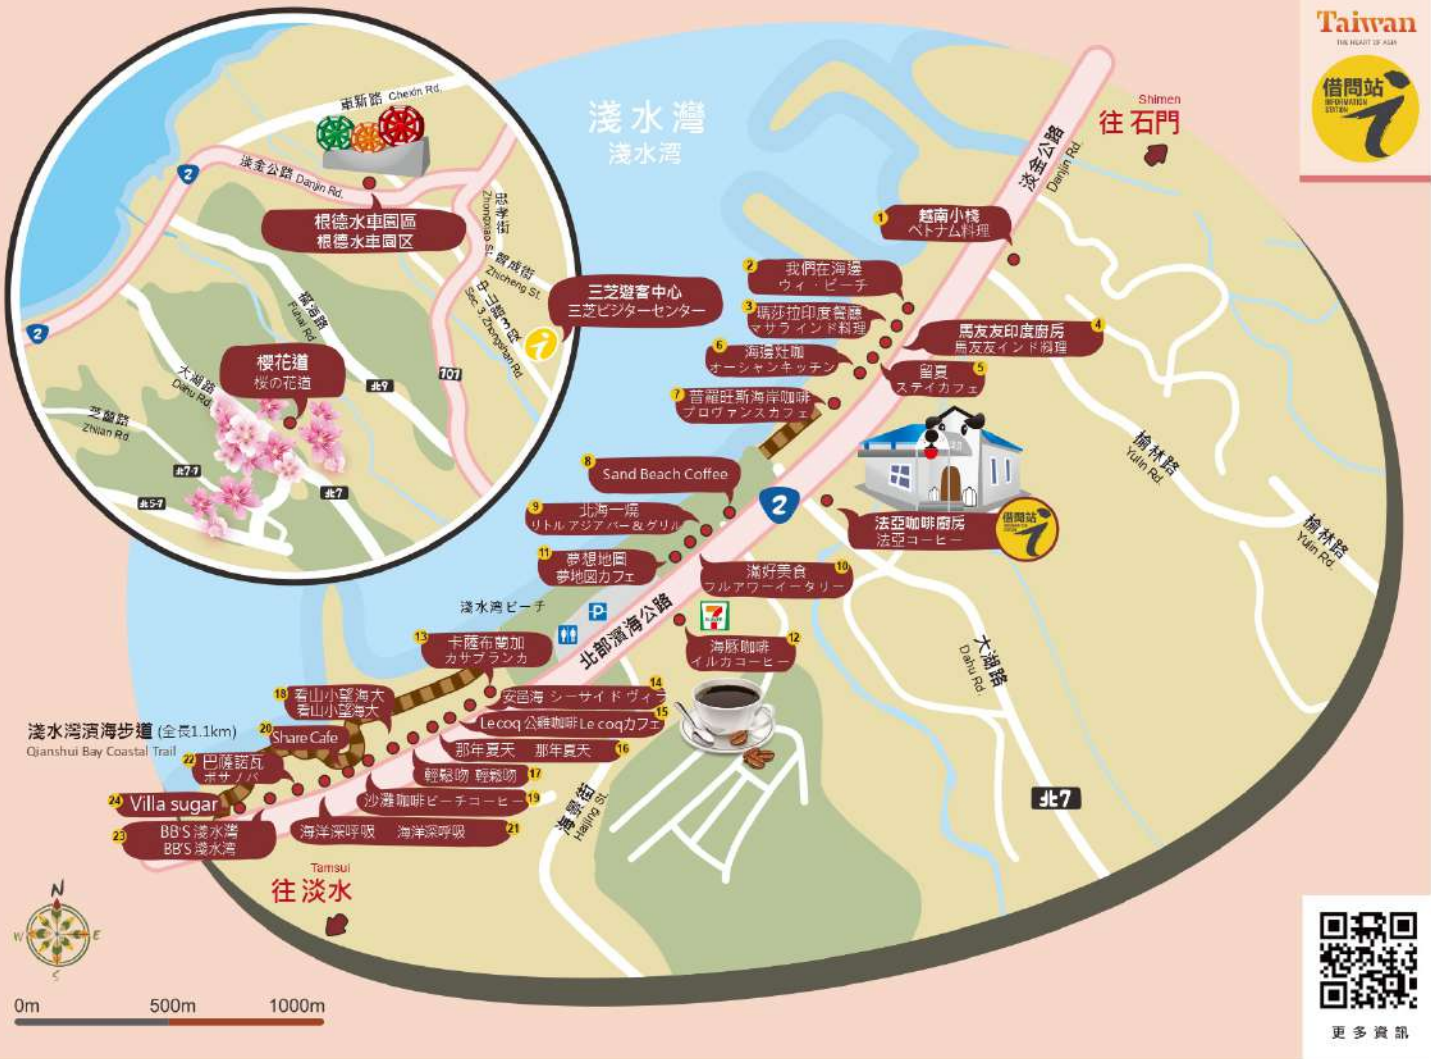 Taiwan
THE HEART OF ASIA
借問站
INFORMATION
STATION
淺水灣
淺水湾
Shimen
往 石門
淡金公路
Danjin Rd.
車新路 Chexin Rd.
2
淡金公路 Danjin Rd.
根德水車園區
根德水車園区
忠孝街
Zhongxiao St.
智成街
Zhicheng St.
中山路3段
Sec. 3 Zhongshan Rd.
三芝遊客中心
三芝ビジターセンター
2
Fuhai Rd.
櫻花道
桜の花道
大湖路
Dahu Rd.
芝蘭路
Zhilan Rd.
北9
101
北7-1
北5-1
北7
1
越南小棧
ベトナム料理
2
我們在海邊
ウィ・ビーチ
3
瑪莎拉印度餐廳
マサラインド料理
4
馬友友印度廚房
馬友友インド料理
5
留夏
ステイカフェ
6
海邊灶咖
オーシャンキッチン
7
普羅旺斯海岸咖啡
プロヴァンスカフェ
8
Sand Beach Coffee
9
北海一燒
リトルアジアバー&グリル
2
法亞咖啡廚房
法亞コーヒー
借問站
榆林路
Yulin Rd.
榆林路
Yulin Rd.
10
滿好美食
フルアワーイータリー
11
夢想地圖
夢地図カフェ
淺水湾ビーチ
P
北部濱海公路
7
12
海豚咖啡
イルカコーヒー
13
卡薩布蘭加
カサブランカ
14
安邑海 シーサイドヴィラ
15
Le coq 公雞咖啡 Le coqカフェ
16
那年夏天 那年夏天
17
輕鬆吻 輕鬆吻
18
看山小望海大
看山小望海大
19
沙灘咖啡ビーチコーヒー
20
Share Cafe
21
海洋深呼吸 海洋深呼吸
22
巴薩諾瓦
ボサノバ
23
BB'S 淺水灣
BB'S 淺水湾
24
Villa sugar
淺水灣濱海步道 (全長1.1km)
Qianshui Bay Coastal Trail
大湖路
Dahu Rd.
北7
海景街
Haijing St.
Tamsui
往 淡水
N
W
E
S
0m
500m
1000m
更多資訊